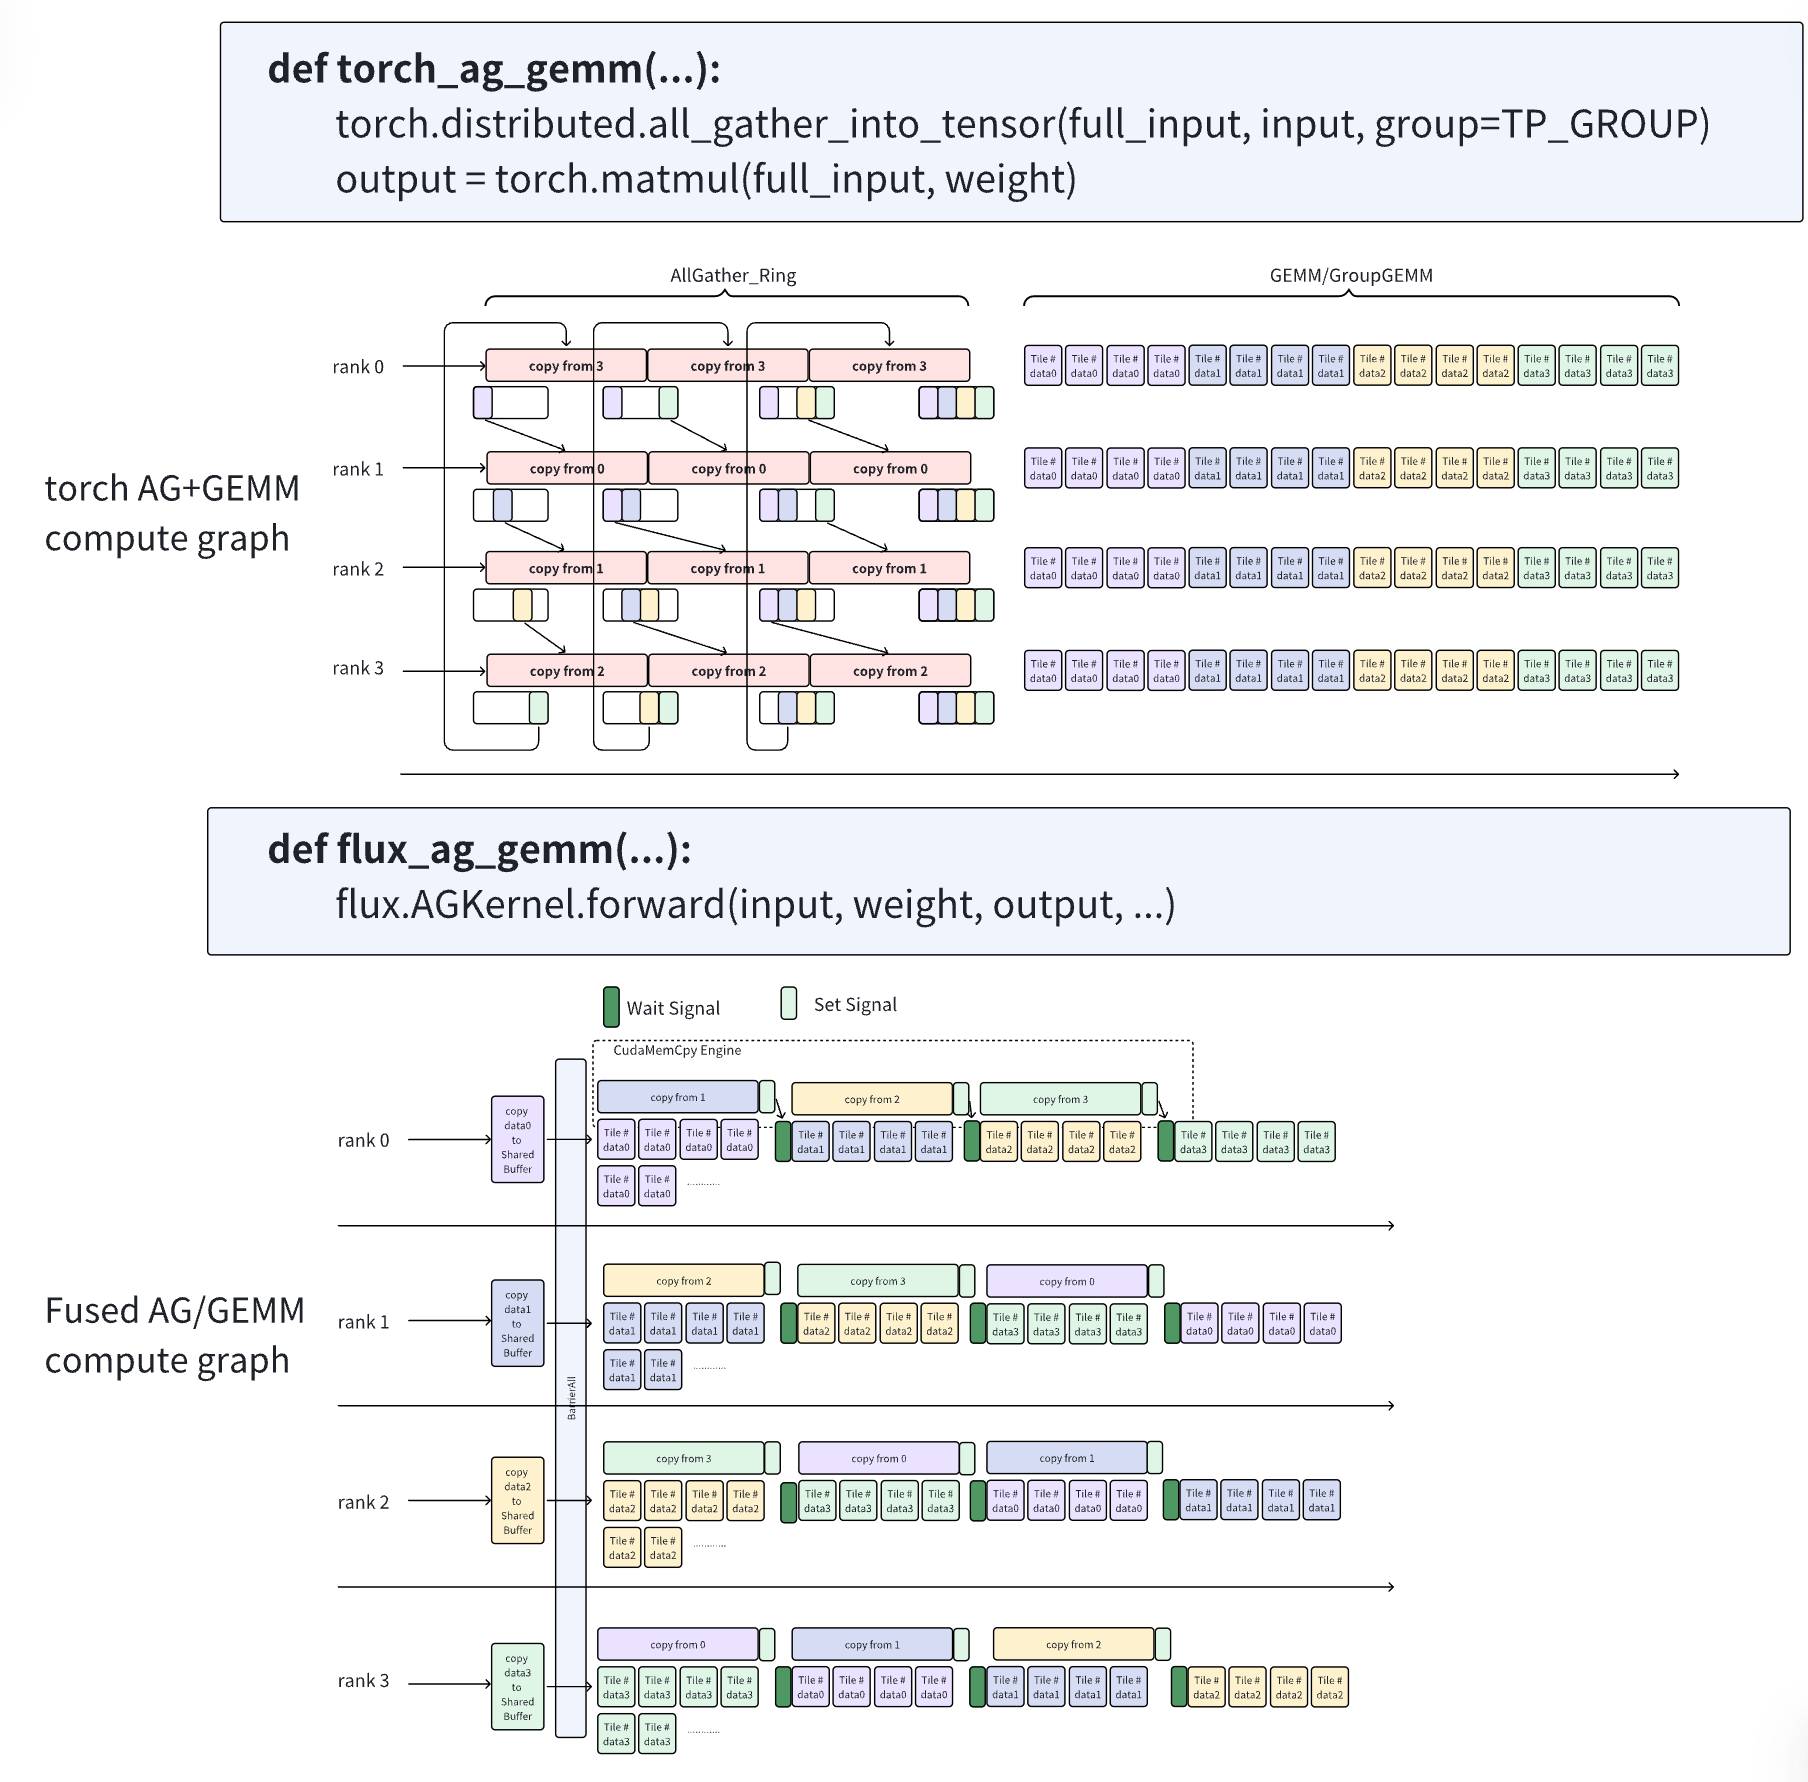 def torch_ag_gemm(...):
torch.distributed.all_gather_into_tensor(full_input, input, group=TP_GROUP)
output = torch.matmul(full_input, weight)
AllGather_Ring
GEMM/GroupGEMM
torch AG+GEMM
compute graph
rank 0
copy from 3 copy from 3 copy from 3
Tile # Tile # Tile # Tile # Tile # Tile # Tile # Tile # Tile # Tile # Tile # Tile # Tile # Tile # Tile # Tile #
data0 data0 data0 data0 data1 data1 data1 data1 data2 data2 data2 data2 data3 data3 data3 data3
rank 1
copy from 0 copy from 0 copy from 0
Tile # Tile # Tile # Tile # Tile # Tile # Tile # Tile # Tile # Tile # Tile # Tile # Tile # Tile # Tile # Tile #
data0 data0 data0 data0 data1 data1 data1 data1 data2 data2 data2 data2 data3 data3 data3 data3
rank 2
copy from 1 copy from 1 copy from 1
Tile # Tile # Tile # Tile # Tile # Tile # Tile # Tile # Tile # Tile # Tile # Tile # Tile # Tile # Tile # Tile #
data0 data0 data0 data0 data1 data1 data1 data1 data2 data2 data2 data2 data3 data3 data3 data3
rank 3
copy from 2 copy from 2 copy from 2
Tile # Tile # Tile # Tile # Tile # Tile # Tile # Tile # Tile # Tile # Tile # Tile # Tile # Tile # Tile # Tile #
data0 data0 data0 data0 data1 data1 data1 data1 data2 data2 data2 data2 data3 data3 data3 data3
def flux_ag_gemm(...):
flux.AGKernel.forward(input, weight, output, ...)
Wait Signal
Set Signal
CudaMemCpy Engine
Fused AG/GEMM
compute graph
BarrierAll
rank 0
copy
data0
to
Shared
Buffer
copy from 1 copy from 2 copy from 3
Tile # Tile # Tile # Tile # Tile # Tile # Tile # Tile # Tile # Tile # Tile # Tile # Tile # Tile # Tile # Tile #
data0 data0 data0 data0 data1 data1 data1 data1 data2 data2 data2 data2 data3 data3 data3 data3
Tile # Tile # ............
data0 data0
rank 1
copy
data1
to
Shared
Buffer
copy from 2 copy from 3 copy from 0
Tile # Tile # Tile # Tile # Tile # Tile # Tile # Tile # Tile # Tile # Tile # Tile # Tile # Tile # Tile # Tile #
data1 data1 data1 data1 data2 data2 data2 data2 data3 data3 data3 data3 data0 data0 data0 data0
Tile # Tile # ............
data1 data1
rank 2
copy
data2
to
Shared
Buffer
copy from 3 copy from 0 copy from 1
Tile # Tile # Tile # Tile # Tile # Tile # Tile # Tile # Tile # Tile # Tile # Tile # Tile # Tile # Tile # Tile #
data2 data2 data2 data2 data3 data3 data3 data3 data0 data0 data0 data0 data1 data1 data1 data1
Tile # Tile # ............
data2 data2
rank 3
copy
data3
to
Shared
Buffer
copy from 0 copy from 1 copy from 2
Tile # Tile # Tile # Tile # Tile # Tile # Tile # Tile # Tile # Tile # Tile # Tile # Tile # Tile # Tile # Tile #
data3 data3 data3 data3 data0 data0 data0 data0 data1 data1 data1 data1 data2 data2 data2 data2
Tile # Tile # ............
data3 data3